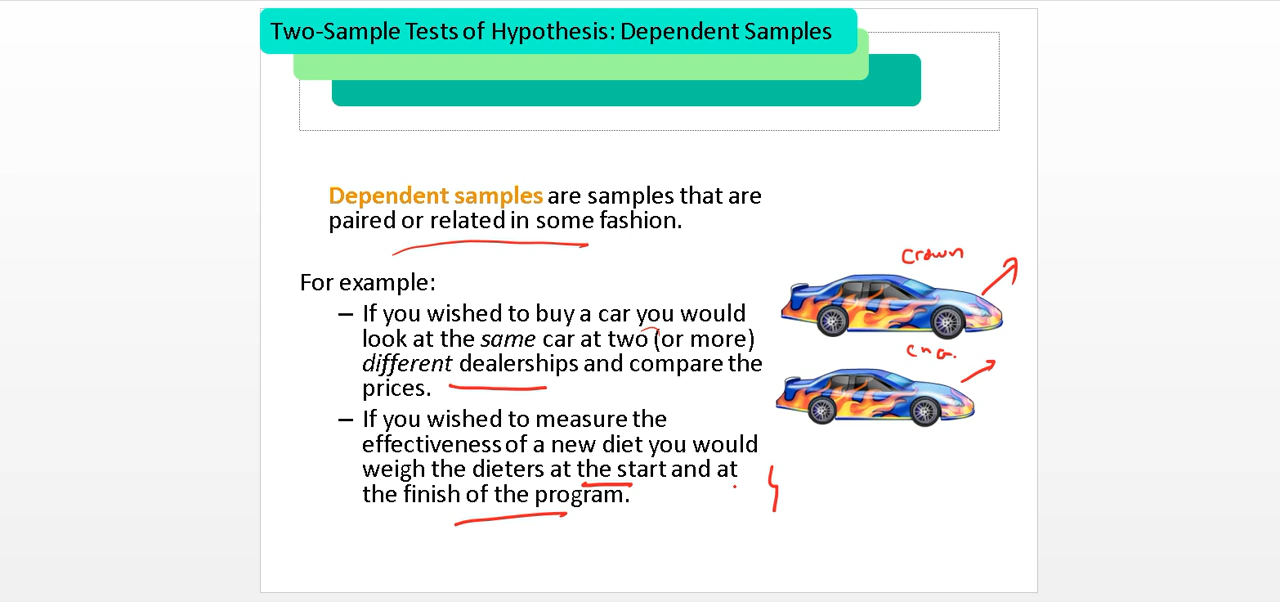 Two-Sample Tests of Hypothesis: Dependent Samples
Dependent samples are samples that are
paired or related in some fashion.
For example:
– If you wished to buy a car you would
look at the same car at two (or more)
different dealerships and compare the
prices.
– If you wished to measure the
effectiveness of a new diet you would
weigh the dieters at the start and at
the finish of the program.
Crown